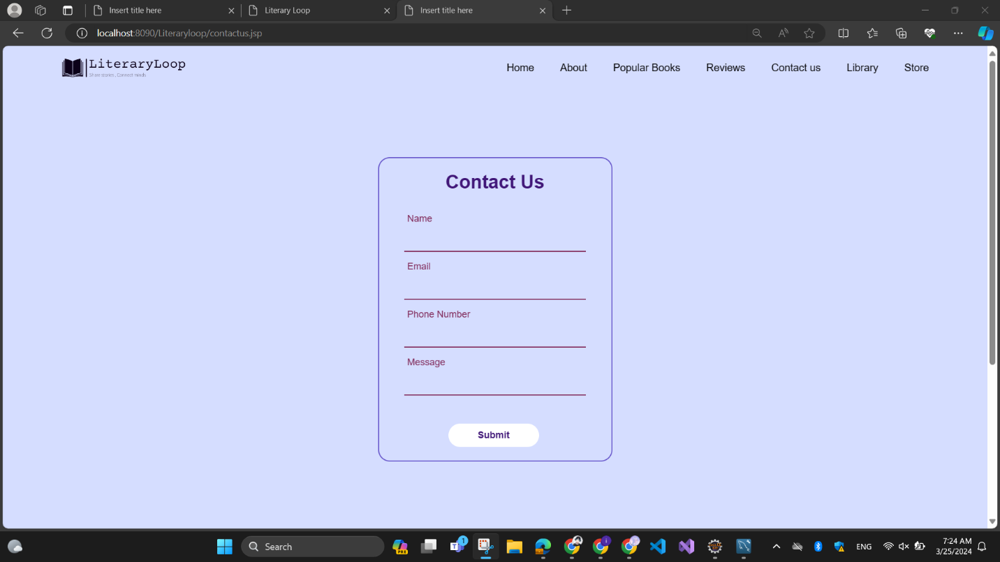 Insert title here
Literary Loop
Insert title here
localhost:8090/Literaryloop/contactus.jsp
LiteraryLoop
Share stories, Connect minds
Home
About
Popular Books
Reviews
Contact us
Library
Store
Contact Us
Name
Email
Phone Number
Message
Submit
Search
PRE
1
ENG
7:24 AM
3/25/2024